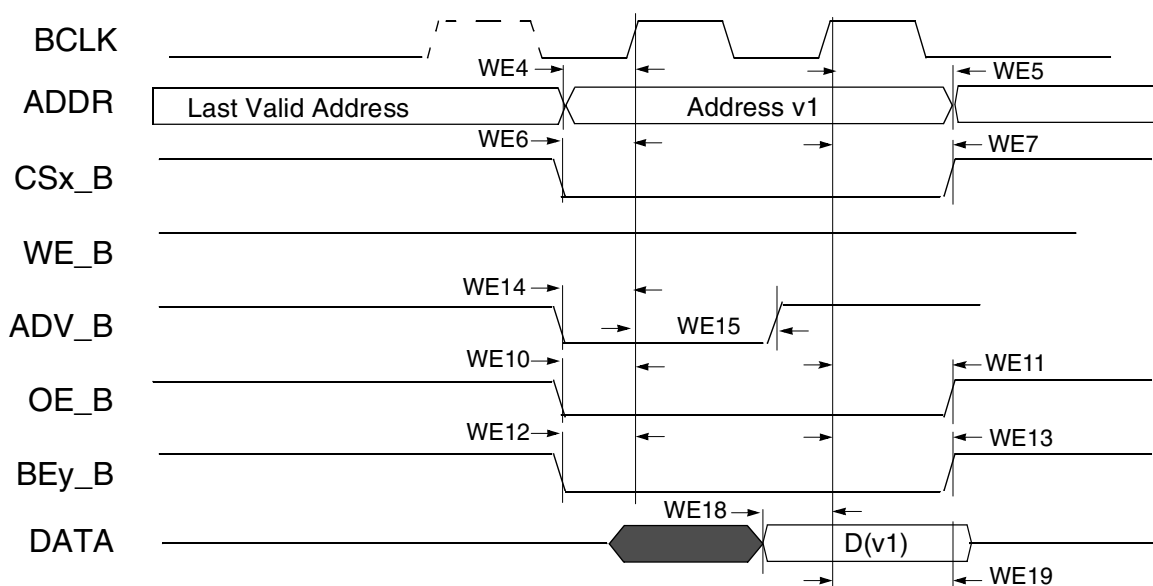 BCLK
WE4
WE5
ADDR
Last Valid Address
Address v1
WE6
WE7
CSx_B
WE_B
WE14
ADV_B
WE15
WE10
WE11
OE_B
WE12
WE13
BEy_B
WE18
DATA
D(v1)
WE19